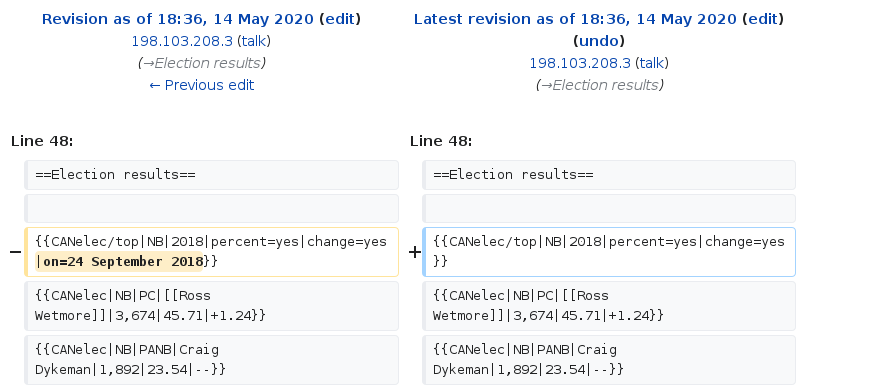 Revision as of 18:36, 14 May 2020 (edit)
198.103.208.3 (talk)
(→Election results)
← Previous edit
Latest revision as of 18:36, 14 May 2020 (edit)
(undo)
198.103.208.3 (talk)
(→Election results)
Line 48:
Line 48:
==Election results==
==Election results==
− {{CANelec/top|NB|2018|percent=yes|change=yes
|on=24 September 2018}}
+ {{CANelec/top|NB|2018|percent=yes|change=yes
}}
{{CANelec|NB|PC|[[Ross
Wetmore]]|3,674|45.71|+1.24}}
{{CANelec|NB|PC|[[Ross
Wetmore]]|3,674|45.71|+1.24}}
{{CANelec|NB|PANB|Craig
Dykeman|1,892|23.54|--}}
{{CANelec|NB|PANB|Craig
Dykeman|1,892|23.54|--}}